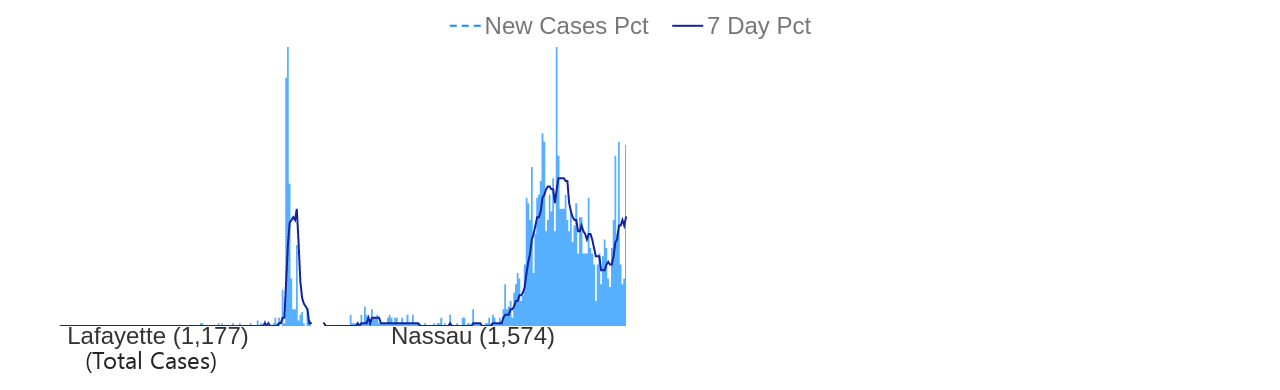 New Cases Pct 7 Day Pct
Lafayette (1,177) Nassau (1,574)
(Total Cases)